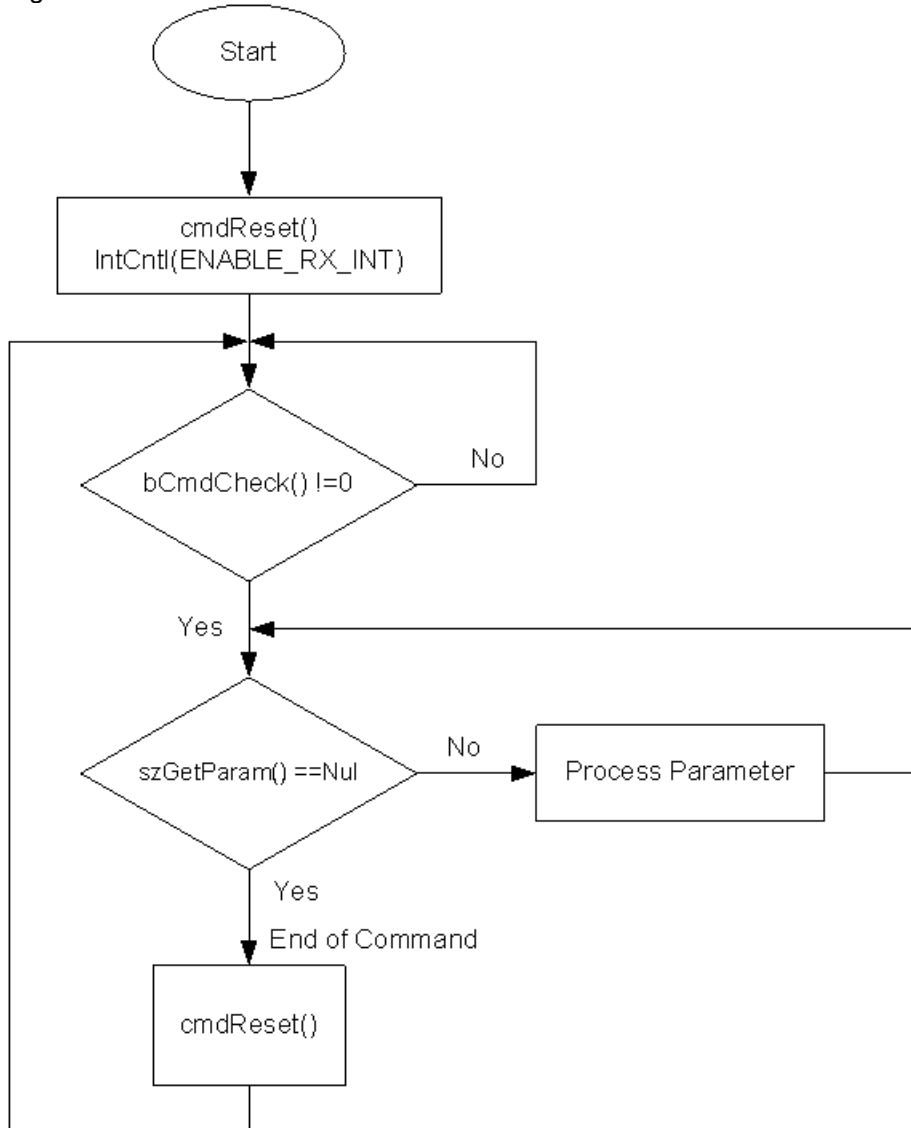 Start
cmdReset()
IntCntl(ENABLE_RX_INT)
bCmdCheck() !=0
No
Yes
szGetParam() ==Nul
No
Process Parameter
Yes
End of Command
cmdReset()